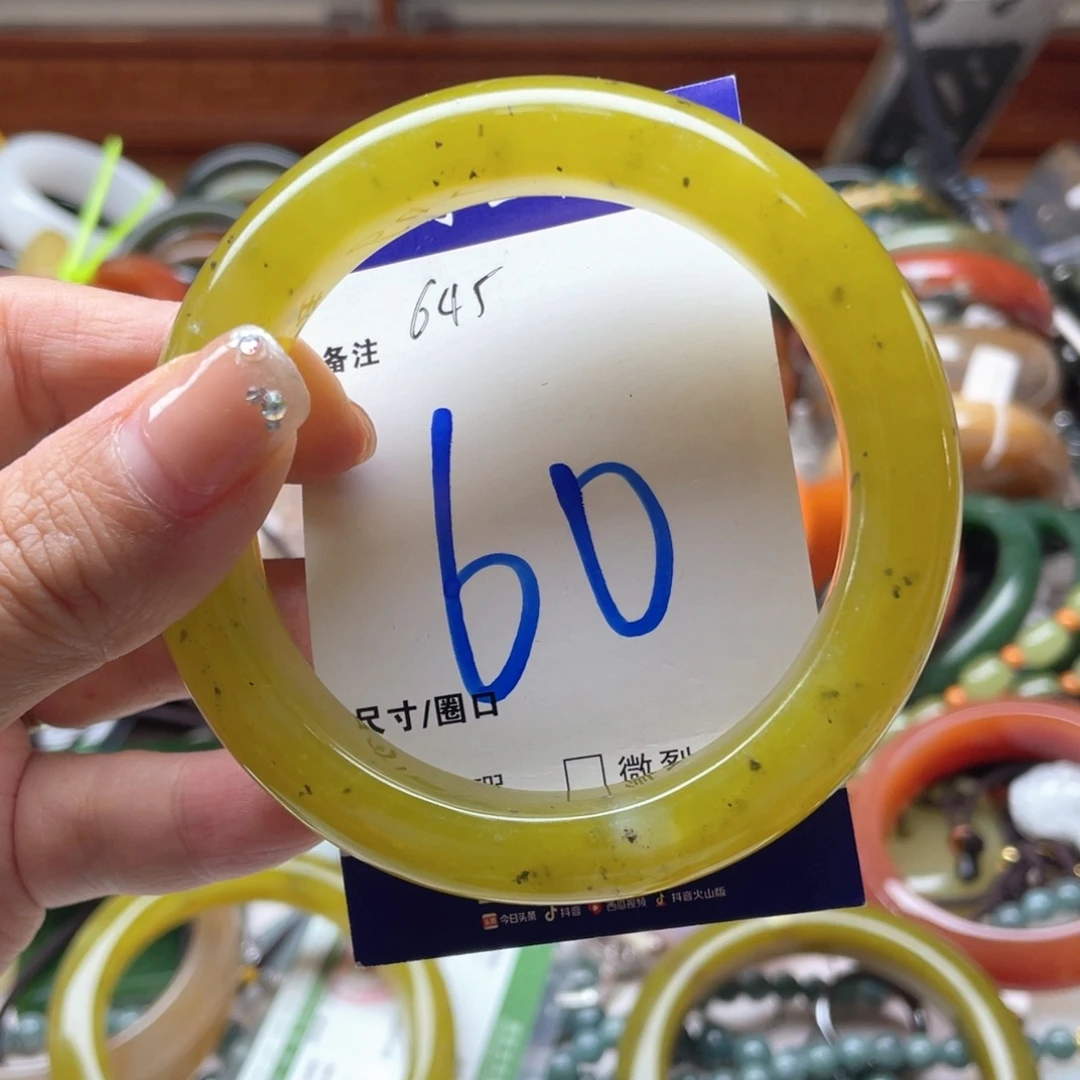 645
备注
60
尺寸/圈口
微裂
今日头条 抖音 西瓜视频 抖音火山版